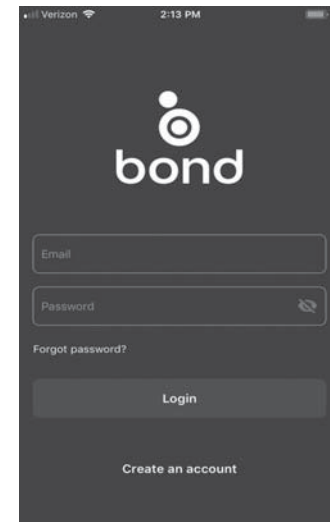 Verizon 2:13 PM
bond
Email
Password
Forgot password?
Login
Create an account